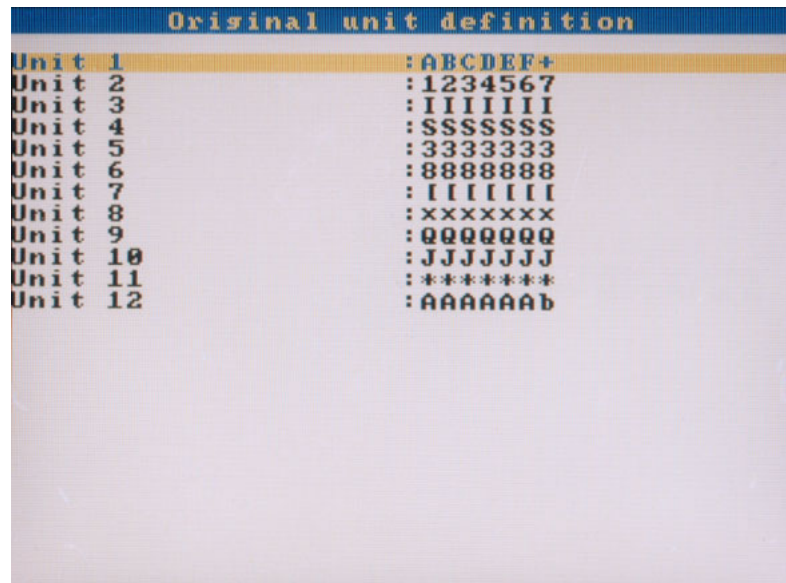 Original unit definition
Unit 1 :ABCDEF+
Unit 2 :1234567
Unit 3 :IIIIIII
Unit 4 :SSSSSSS
Unit 5 :3333333
Unit 6 :8888888
Unit 7 :[[[[[[[
Unit 8 :xxxxxxx
Unit 9 :QQQQQQQ
Unit 10 :JJJJJJJ
Unit 11 :*******
Unit 12 :AAAAAAb